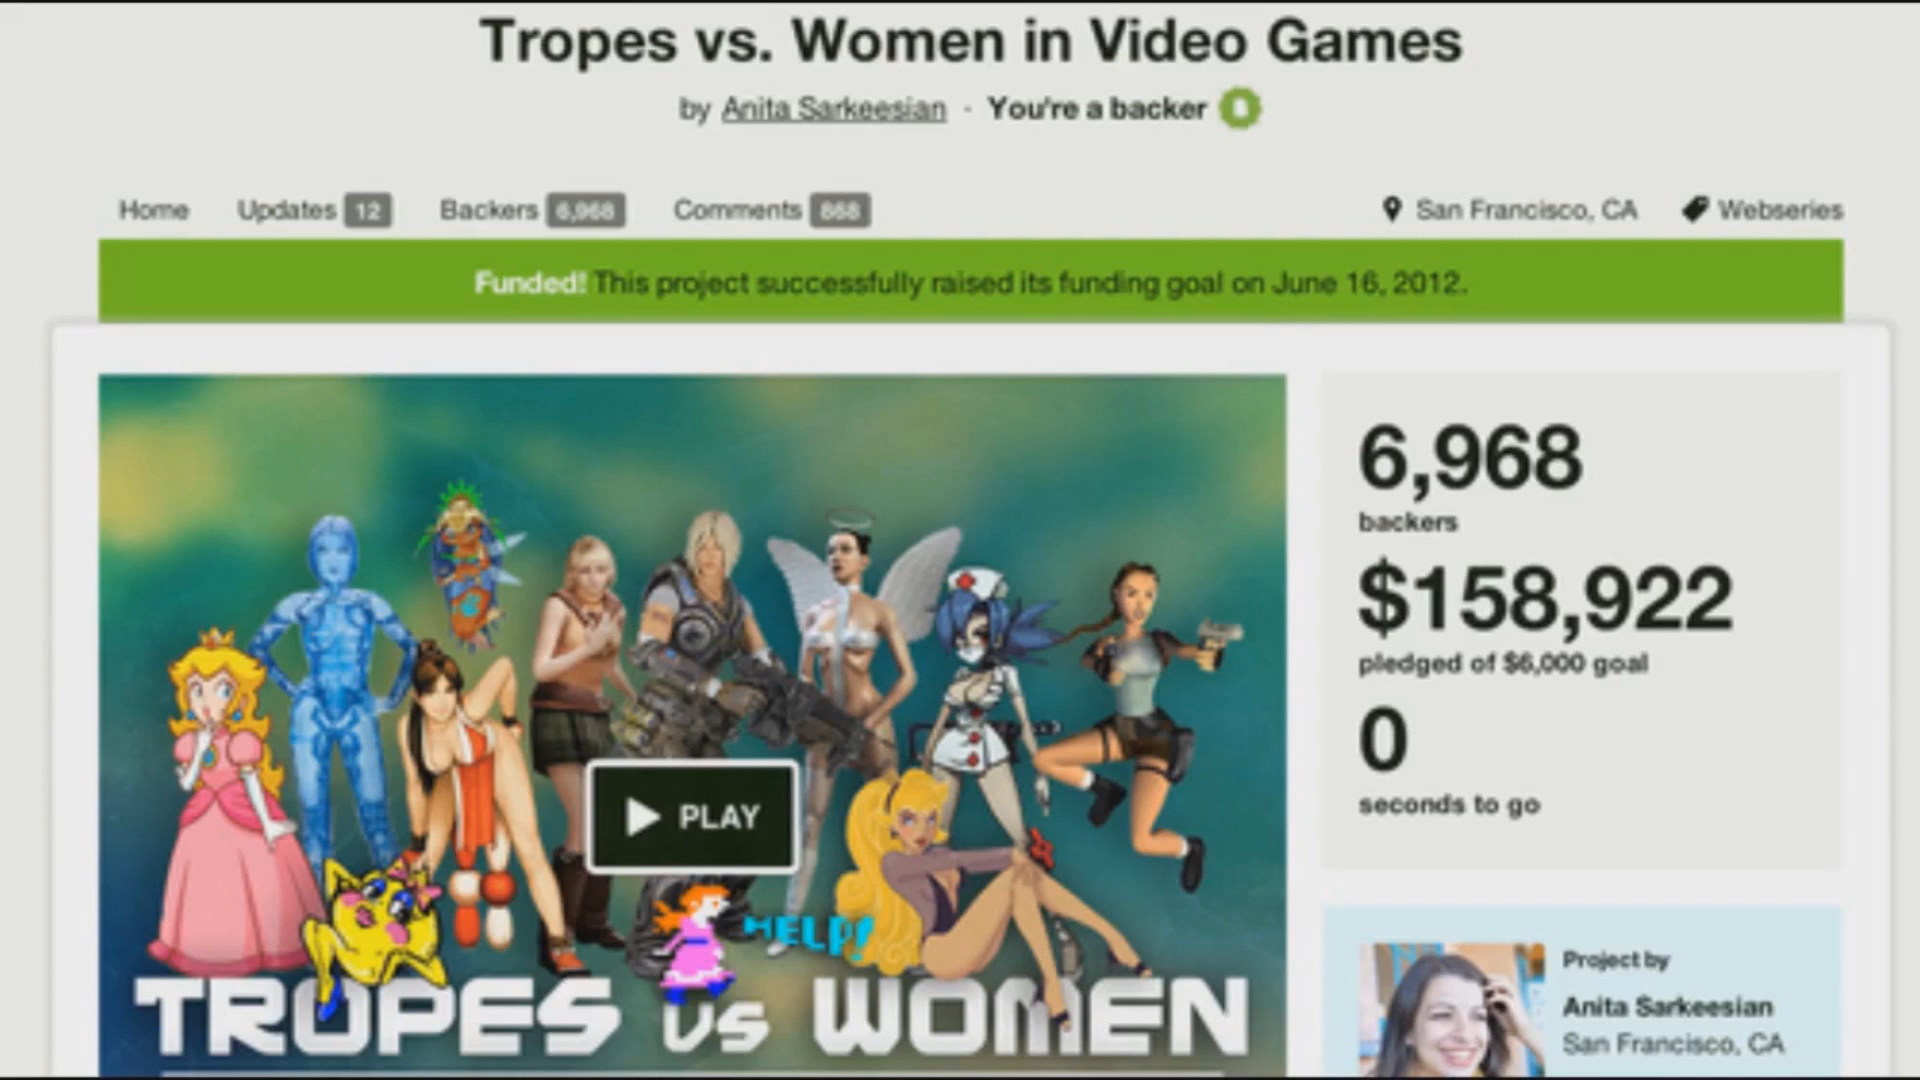 Tropes vs. Women in Video Games
by Anita Sarkeesian · You're a backer
Home Updates 12 Backers 6,968 Comments 868 San Francisco, CA Webseries
Funded! This project successfully raised its funding goal on June 16, 2012.
6,968
backers
$158,922
pledged of $6,000 goal
0
seconds to go
PLAY
HELP!
TROPES vs WOMEN
Project by
Anita Sarkeesian
San Francisco, CA